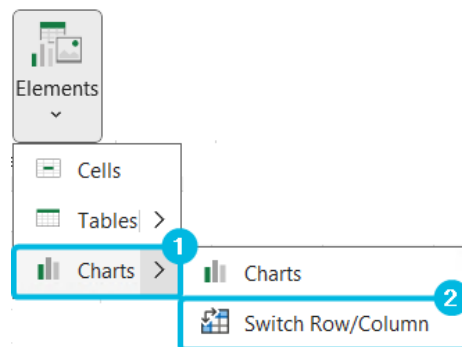 Elements
Cells
Tables
1
Charts
Charts
2
Switch Row/Column